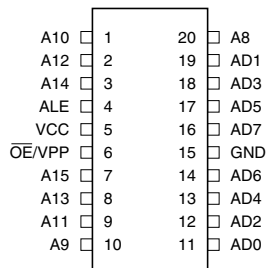 A10 1 20 A8
A12 2 19 AD1
A14 3 18 AD3
ALE 4 17 AD5
VCC 5 16 AD7
O̅E̅/VPP 6 15 GND
A15 7 14 AD6
A13 8 13 AD4
A11 9 12 AD2
A9 10 11 AD0